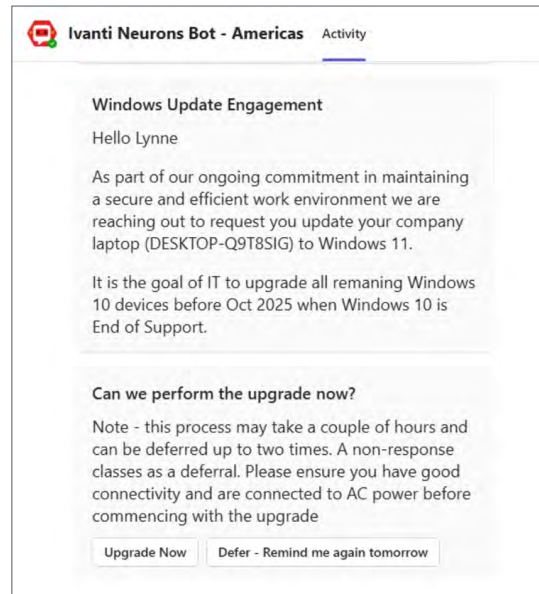 Ivanti Neurons Bot - Americas Activity
Windows Update Engagement
Hello Lynne
As part of our ongoing commitment in maintaining
a secure and efficient work environment we are
reaching out to request you update your company
laptop (DESKTOP-Q9T8SIG) to Windows 11.
It is the goal of IT to upgrade all remaning Windows
10 devices before Oct 2025 when Windows 10 is
End of Support.
Can we perform the upgrade now?
Note - this process may take a couple of hours and
can be deferred up to two times. A non-response
classes as a deferral. Please ensure you have good
connectivity and are connected to AC power before
commencing with the upgrade
Upgrade Now Defer - Remind me again tomorrow